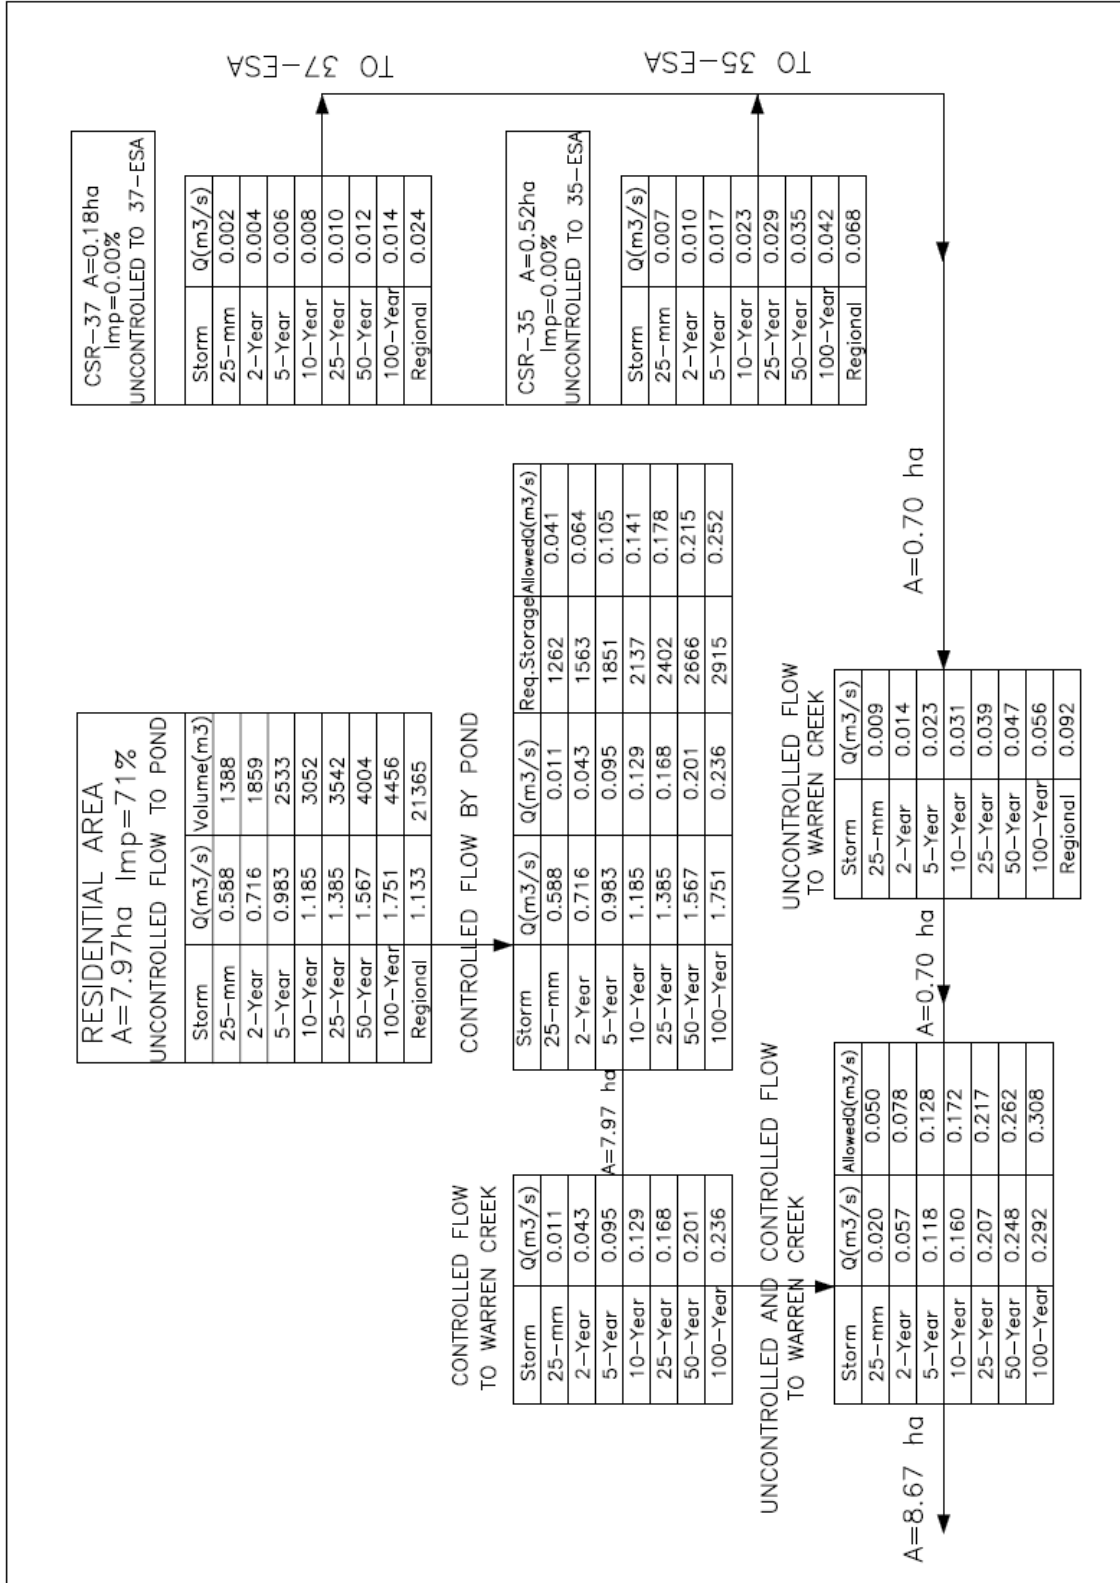 RESIDENTIAL AREA
A=7.97ha Imp=71%
UNCONTROLLED FLOW TO POND
Storm Q(m3/s) Volume(m3)
25-mm 0.588 1388
2-Year 0.716 1859
5-Year 0.983 2533
10-Year 1.185 3052
25-Year 1.385 3542
50-Year 1.567 4004
100-Year 1.751 4456
Regional 1.133 21365
CSR-37 A=0.18ha
Imp=0.00%
UNCONTROLLED TO 37-ESA
Storm Q(m3/s)
25-mm 0.002
2-Year 0.004
5-Year 0.006
10-Year 0.008
25-Year 0.010
50-Year 0.012
100-Year 0.014
Regional 0.024
TO 37-ESA
CONTROLLED FLOW
TO WARREN CREEK
Storm Q(m3/s)
25-mm 0.011
2-Year 0.043
5-Year 0.095
10-Year 0.129
25-Year 0.168
50-Year 0.201
100-Year 0.236
A=7.97 ha
CONTROLLED FLOW BY POND
Storm Q(m3/s) Q(m3/s) Req.Storage AllowedQ(m3/s)
25-mm 0.588 0.011 1262 0.041
2-Year 0.716 0.043 1563 0.064
5-Year 0.983 0.095 1851 0.105
10-Year 1.185 0.129 2137 0.141
25-Year 1.385 0.168 2402 0.178
50-Year 1.567 0.201 2666 0.215
100-Year 1.751 0.236 2915 0.252
CSR-35 A=0.52ha
Imp=0.00%
UNCONTROLLED TO 35-ESA
Storm Q(m3/s)
25-mm 0.007
2-Year 0.010
5-Year 0.017
10-Year 0.023
25-Year 0.029
50-Year 0.035
100-Year 0.042
Regional 0.068
TO 35-ESA
UNCONTROLLED AND CONTROLLED FLOW
TO WARREN CREEK
Storm Q(m3/s) AllowedQ(m3/s)
25-mm 0.020 0.050
2-Year 0.057 0.078
5-Year 0.118 0.128
10-Year 0.160 0.172
25-Year 0.207 0.217
50-Year 0.248 0.262
100-Year 0.292 0.308
A=8.67 ha
A=0.70 ha
UNCONTROLLED FLOW
TO WARREN CREEK
Storm Q(m3/s)
25-mm 0.009
2-Year 0.014
5-Year 0.023
10-Year 0.031
25-Year 0.039
50-Year 0.047
100-Year 0.056
Regional 0.092
A=0.70 ha